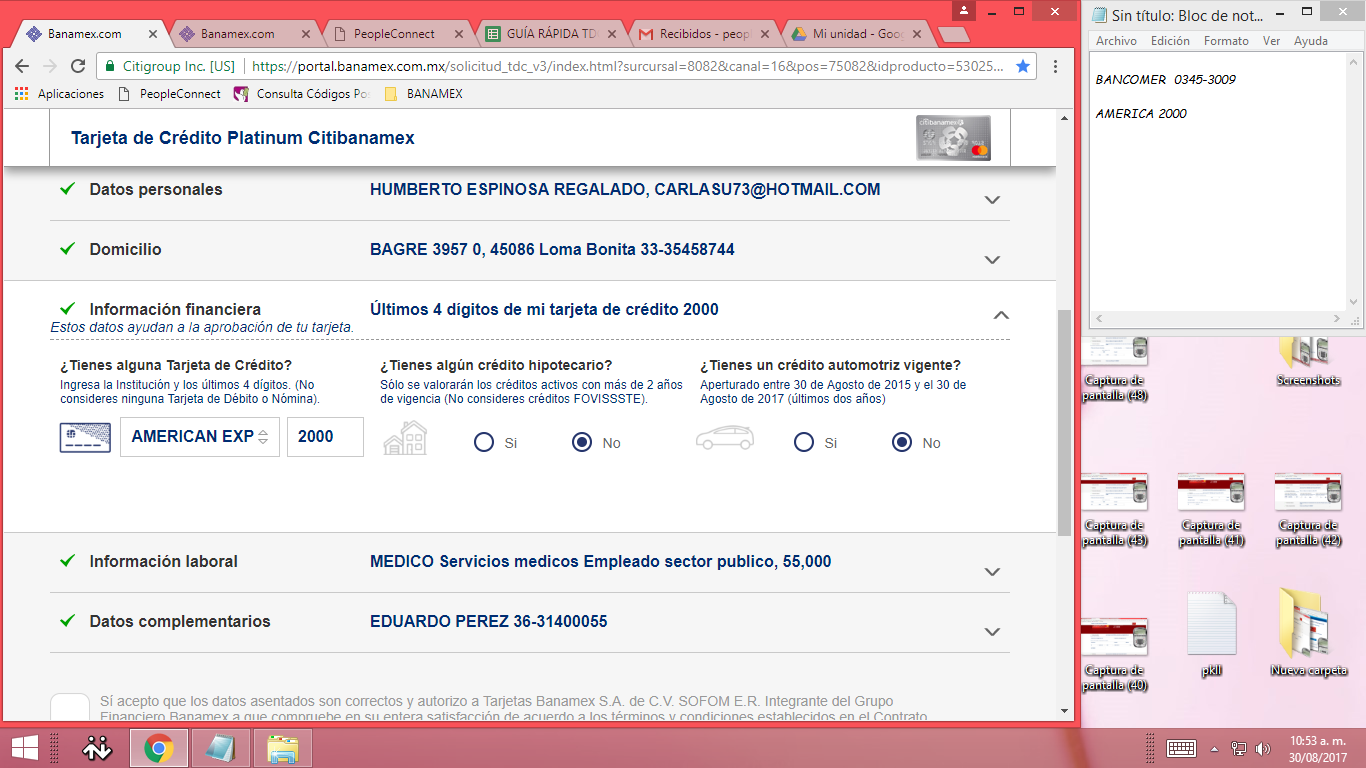 Banamex.com
Banamex.com
PeopleConnect
GUÍA RÁPIDA TD
Recibidos - peop
Mi unidad - Goo
Citigroup Inc. [US]
https://portal.banamex.com.mx/solicitud_tdc_v3/index.html?surcursal=8082&canal=16&pos=75082&idproducto=53025...
Aplicaciones
PeopleConnect
Consulta Códigos Pos
BANAMEX
Tarjeta de Crédito Platinum Citibanamex
citibanamex
Datos personales
HUMBERTO ESPINOSA REGALADO, CARLASU73@HOTMAIL.COM
Domicilio
BAGRE 3957 0, 45086 Loma Bonita 33-35458744
Información financiera
Últimos 4 dígitos de mi tarjeta de crédito 2000
Estos datos ayudan a la aprobación de tu tarjeta.
¿Tienes alguna Tarjeta de Crédito?
Ingresa la Institución y los últimos 4 dígitos. (No
consideres ninguna Tarjeta de Débito o Nómina).
AMERICAN EXP
2000
¿Tienes algún crédito hipotecario?
Sólo se valorarán los créditos activos con más de 2 años
de vigencia (No consideres créditos FOVISSSTE).
Si
No
¿Tienes un crédito automotriz vigente?
Aperturado entre 30 de Agosto de 2015 y el 30 de
Agosto de 2017 (últimos dos años)
Si
No
Información laboral
MEDICO Servicios medicos Empleado sector publico, 55,000
Datos complementarios
EDUARDO PEREZ 36-31400055
Sí acepto que los datos asentados son correctos y autorizo a Tarjetas Banamex S.A. de C.V. SOFOM E.R. Integrante del Grupo
Financiero Banamex a que compruebe en su entera satisfacción de acuerdo a los términos y condiciones establecidos en el Contrato
Sin título: Bloc de not...
Archivo Edición Formato Ver Ayuda
BANCOMER 0345-3009
AMERICA 2000
Captura de
pantalla (48)
Screenshots
Captura de
pantalla (43)
Captura de
pantalla (41)
Captura de
pantalla (42)
Captura de
pantalla (40)
pkll
Nueva carpeta
10:53 a. m.
30/08/2017